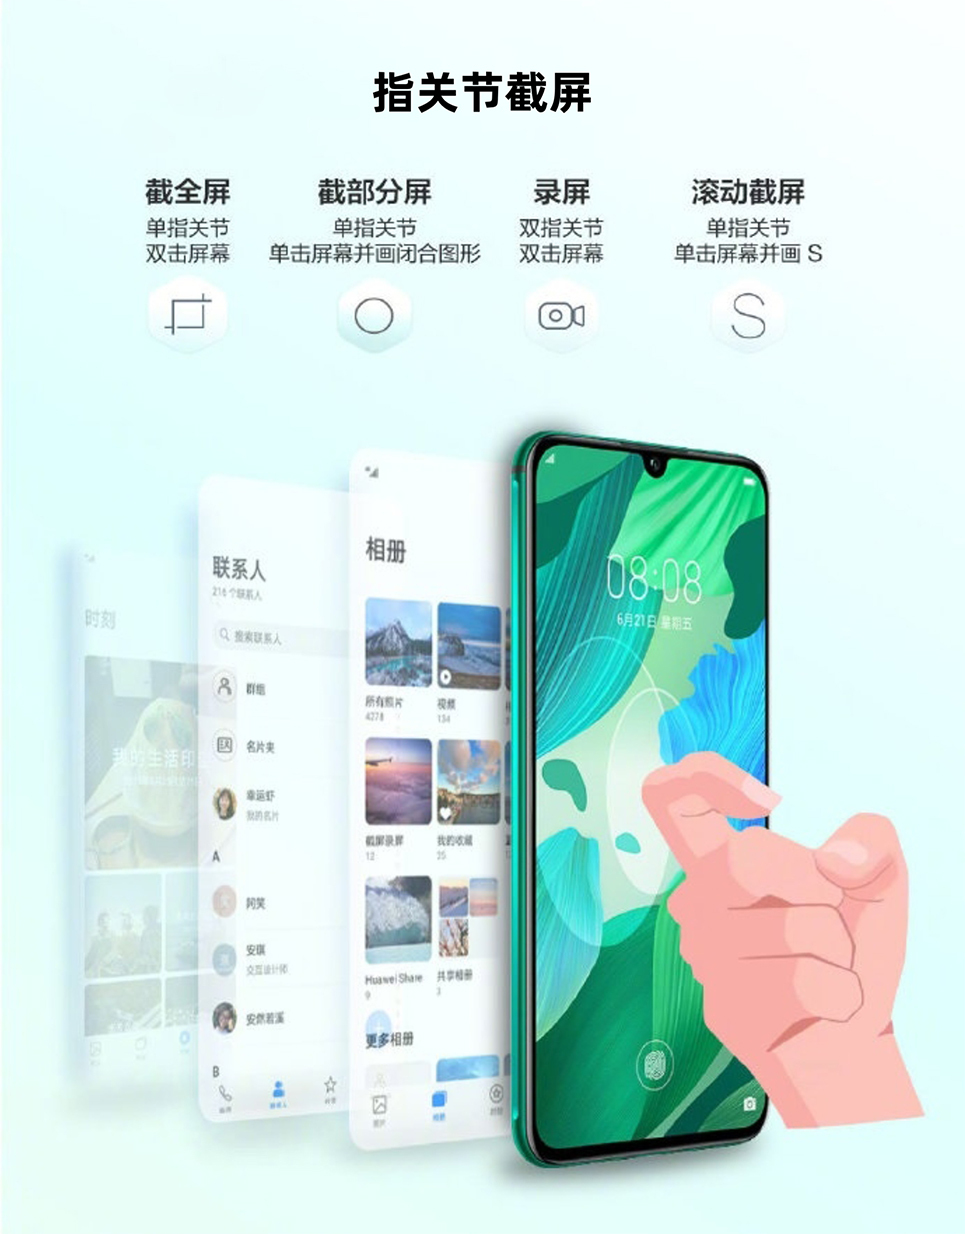 指关节截屏
截全屏
单指关节
双击屏幕
截部分屏
单指关节
单击屏幕并画闭合图形
录屏
双指关节
双击屏幕
滚动截屏
单指关节
单击屏幕并画 S
S
时刻
我的生活印
联系人
216 个联系人
搜索联系人
群组
名片夹
幸运虾
我的名片
A
阿笑
安琪
交互设计师
安然若溪
B
联系人
相册
所有照片
4278
视频
134
截屏录屏
12
我的收藏
25
Huawei Share
9
共享相册
3
更多相册
照片
相册
08:08
6月21日 星期五